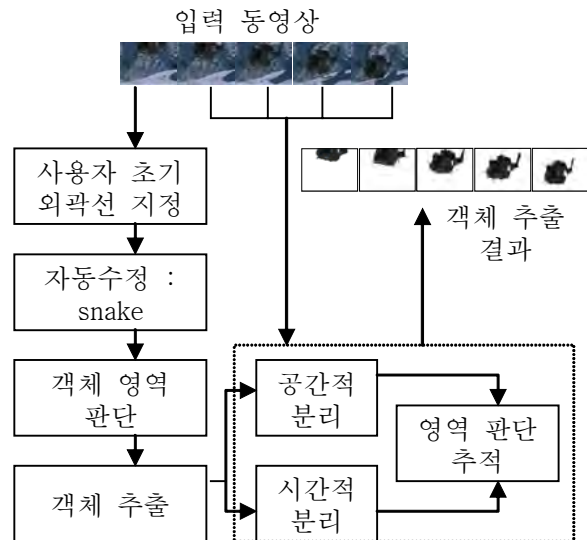 입력 동영상
사용자 초기
외곽선 지정
자동수정 :
snake
객체 영역
판단
객체 추출
공간적
분리
시간적
분리
영역 판단
추적
객체 추출
결과